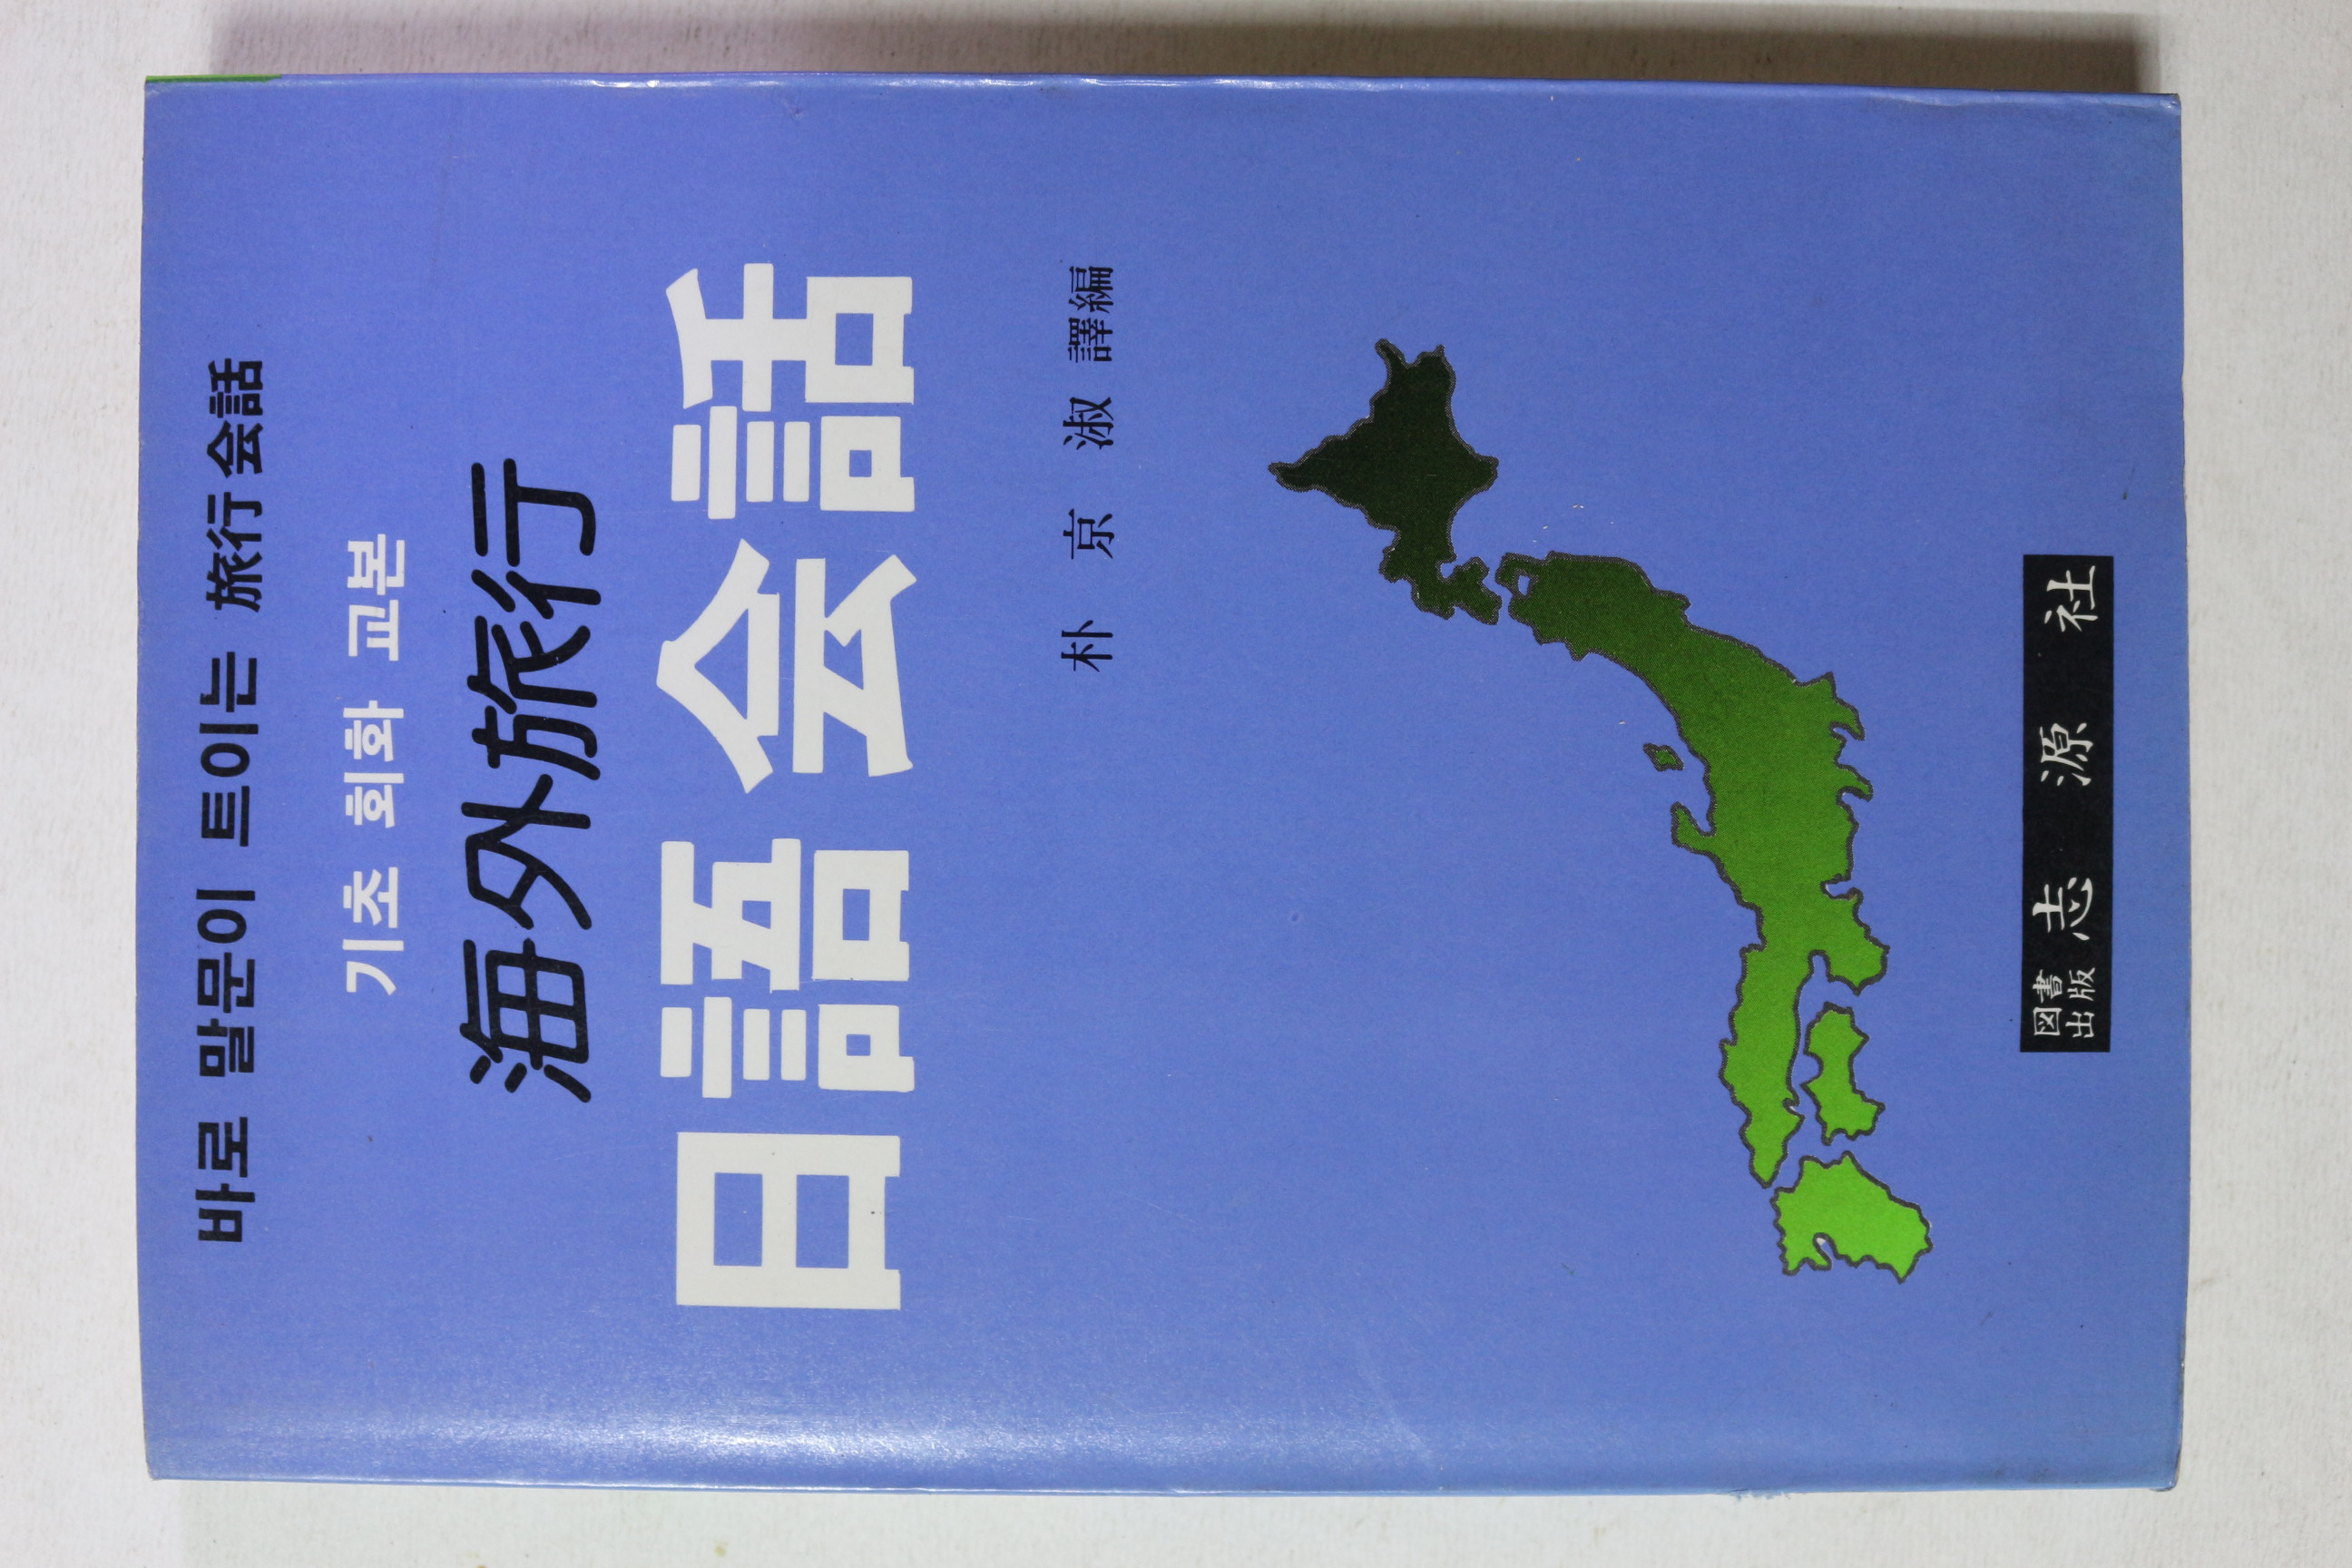 바로 말문이 트이는 旅行会話
기초 회화 교본
海外旅行
日語会話
朴 京 淑 譯編
図書出版 志 源 社